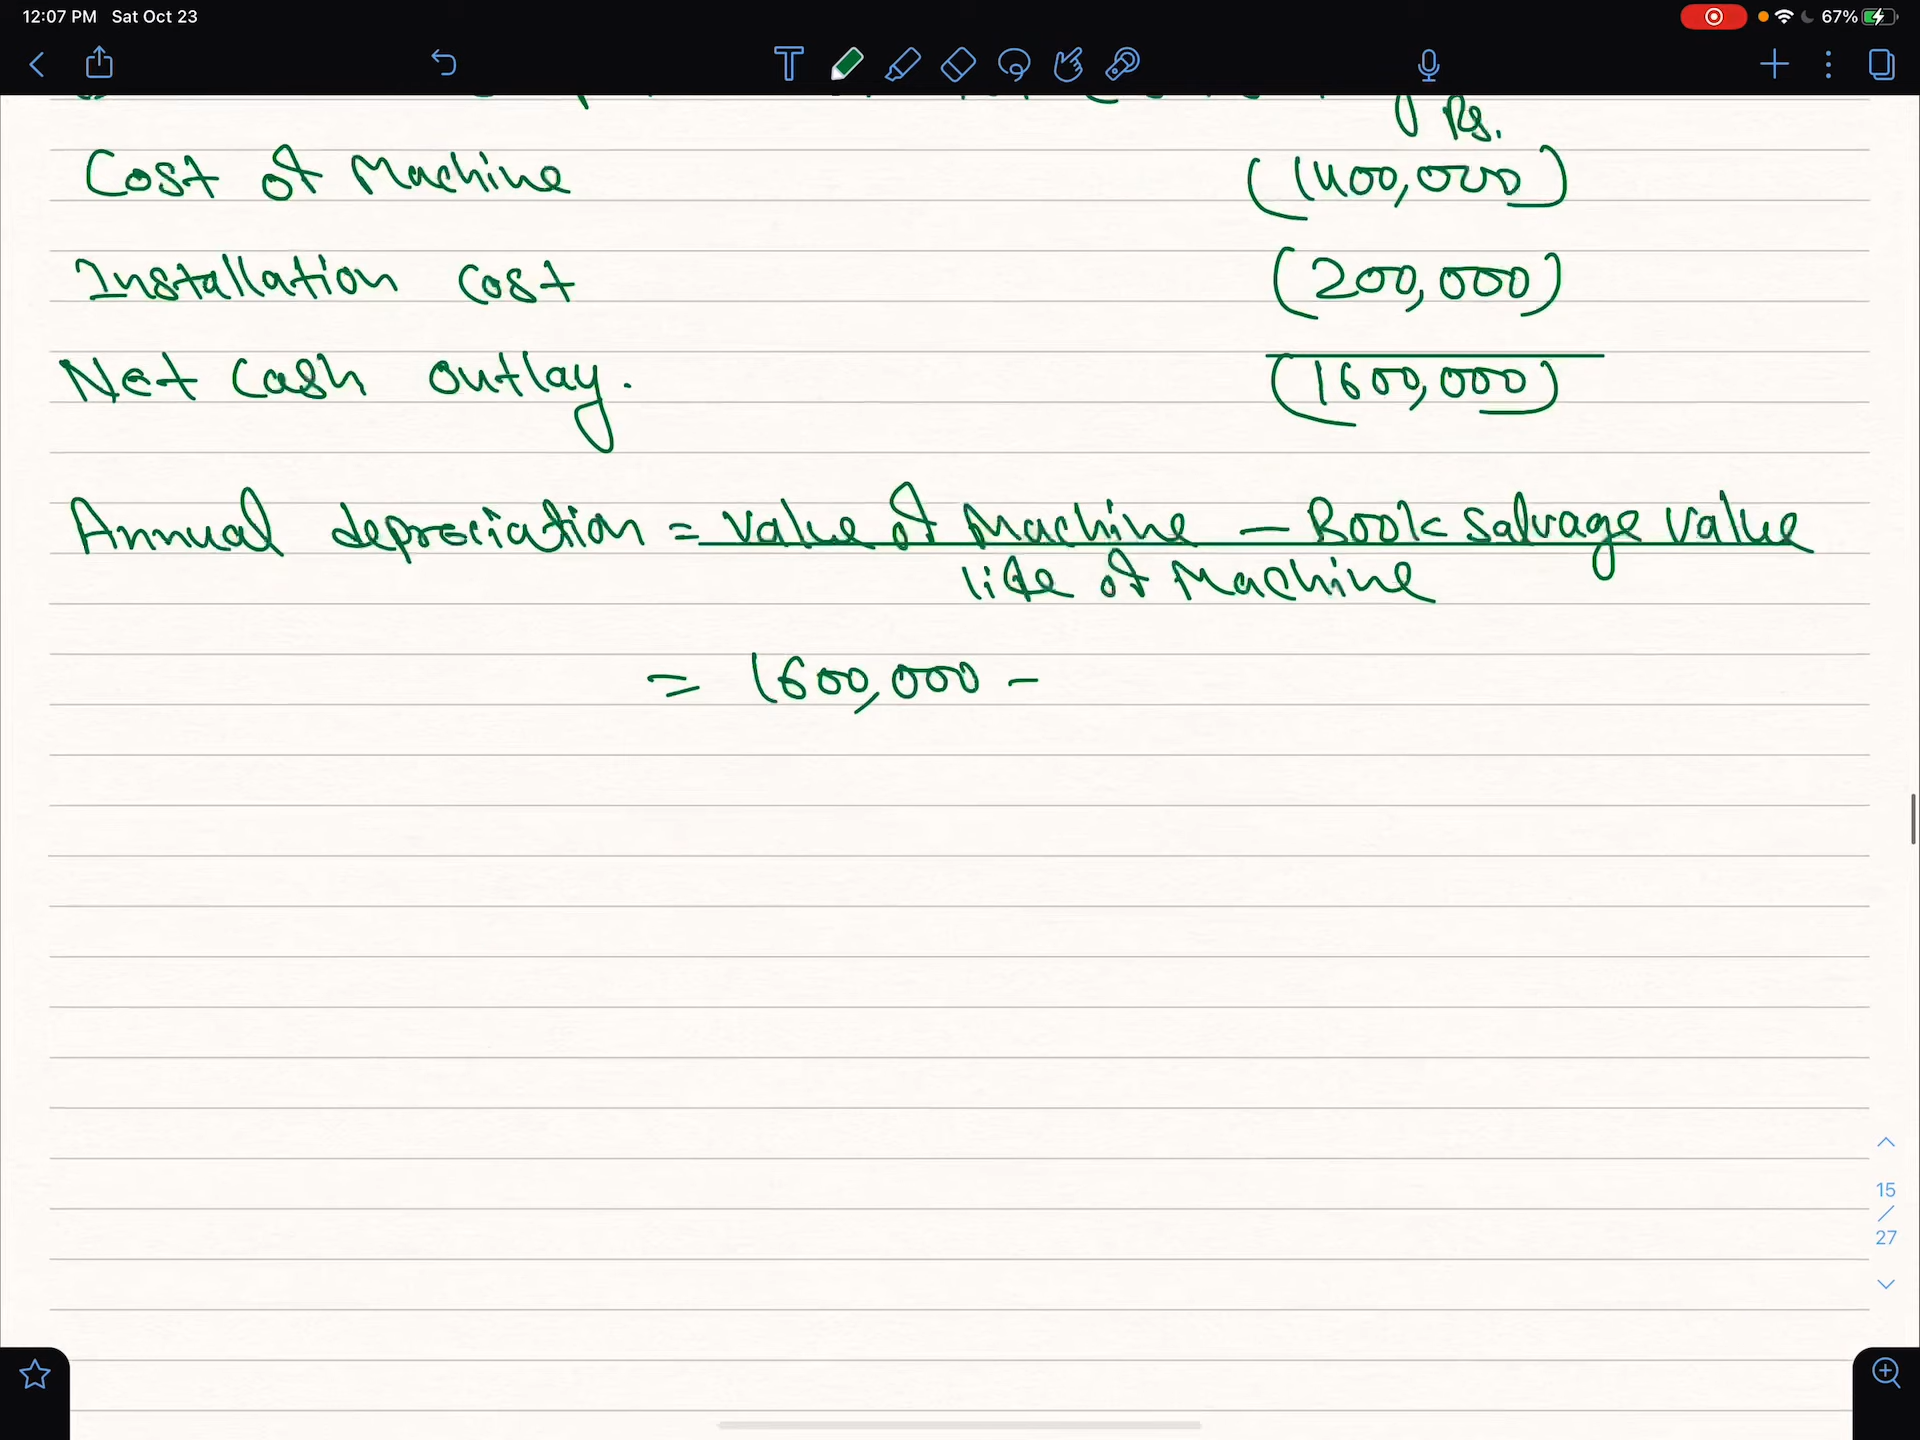 12:07 PM Sat Oct 23
67%
Rs.
Cost of Machine (1400,000)
Installation cost (200,000)
Net cash outlay. (1600,000)
Annual depreciation = Value of Machine - Book Salvage Value
life of Machine
= 1600,000 -
15
/
27